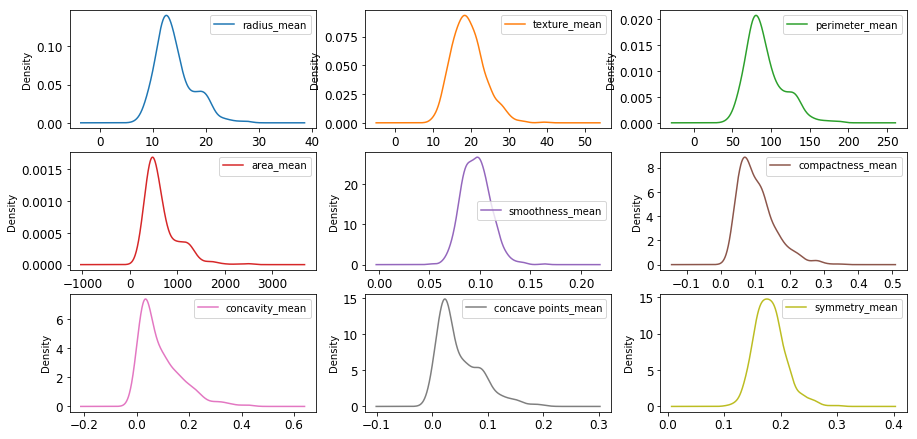 radius_mean
Density
0.10
0.05
0.00
0 10 20 30 40
texture_mean
Density
0.075
0.050
0.025
0.000
0 10 20 30 40 50
perimeter_mean
Density
0.020
0.015
0.010
0.005
0.000
0 50 100 150 200 250
area_mean
Density
0.0015
0.0010
0.0005
0.0000
−1000 0 1000 2000 3000
smoothness_mean
Density
20
10
0
0.00 0.05 0.10 0.15 0.20
compactness_mean
Density
8
6
4
2
0
−0.1 0.0 0.1 0.2 0.3 0.4 0.5
concavity_mean
Density
6
4
2
0
−0.2 0.0 0.2 0.4 0.6
concave points_mean
Density
15
10
5
0
−0.1 0.0 0.1 0.2 0.3
symmetry_mean
Density
15
10
5
0
0.0 0.1 0.2 0.3 0.4